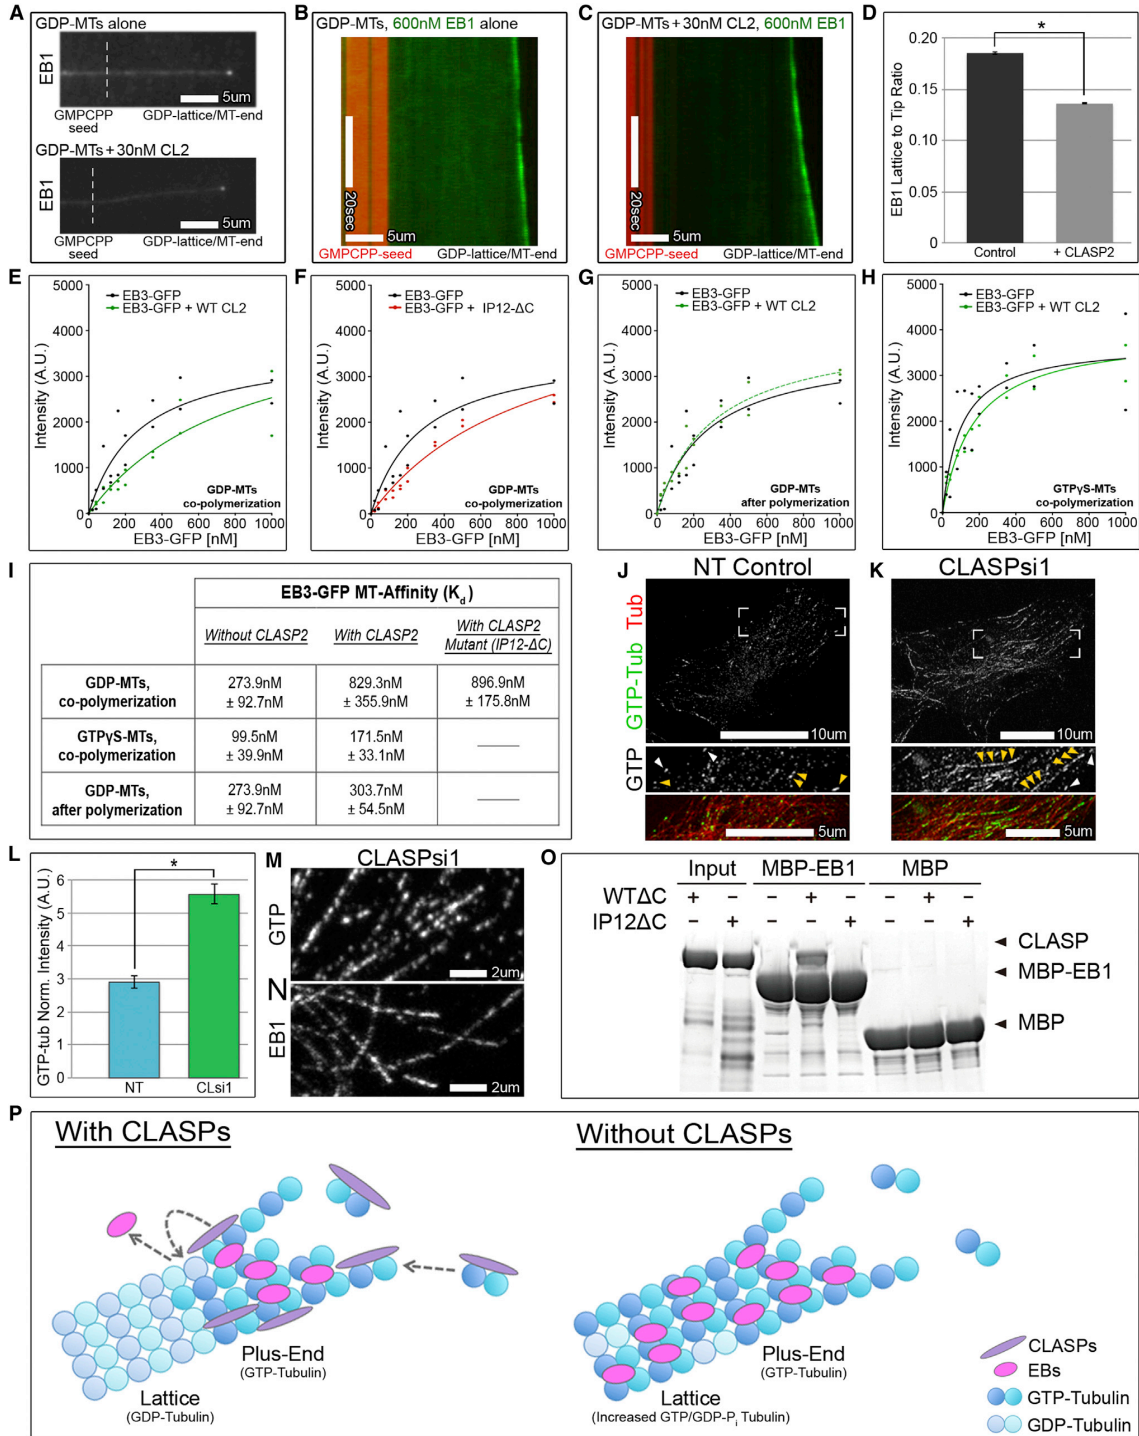 A
GDP-MTs alone
EB1
5um
GMPCPP
seed
GDP-lattice/MT-end
GDP-MTs + 30nM CL2
EB1
5um
GMPCPP
seed
GDP-lattice/MT-end
B
GDP-MTs, 600nM EB1 alone
20sec
5um
GMPCPP-seed
GDP-lattice/MT-end
C
GDP-MTs + 30nM CL2, 600nM EB1
20sec
5um
GMPCPP-seed
GDP-lattice/MT-end
D
EB1 Lattice to Tip Ratio
0.20
0.15
0.10
0.05
0
*
Control
+ CLASP2
E
Intensity (A.U.)
5000
4000
3000
2000
1000
0
EB3-GFP
EB3-GFP + WT CL2
GDP-MTs
co-polymerization
0 200 400 600 800 1000
EB3-GFP [nM]
F
Intensity (A.U.)
5000
4000
3000
2000
1000
0
EB3-GFP
EB3-GFP + IP12-ΔC
GDP-MTs
co-polymerization
0 200 400 600 800 1000
EB3-GFP [nM]
G
Intensity (A.U.)
5000
4000
3000
2000
1000
0
EB3-GFP
EB3-GFP + WT CL2
GDP-MTs
after polymerization
0 200 400 600 800 1000
EB3-GFP [nM]
H
Intensity (A.U.)
5000
4000
3000
2000
1000
0
EB3-GFP
EB3-GFP + WT CL2
GTPγS-MTs
co-polymerization
0 200 400 600 800 1000
EB3-GFP [nM]
I
EB3-GFP MT-Affinity (Kd)
Without CLASP2
With CLASP2
With CLASP2
Mutant (IP12-ΔC)
GDP-MTs,
co-polymerization
273.9nM
± 92.7nM
829.3nM
± 355.9nM
896.9nM
± 175.8nM
GTPγS-MTs,
co-polymerization
99.5nM
± 39.9nM
171.5nM
± 33.1nM
GDP-MTs,
after polymerization
273.9nM
± 92.7nM
303.7nM
± 54.5nM
J
NT Control
GTP-Tub Tub
10um
GTP
5um
K
CLASPsi1
10um
5um
L
GTP-tub Norm. Intensity (A.U.)
6
5
4
3
2
1
0
*
NT
CLsi1
M
CLASPsi1
GTP
2um
N
EB1
2um
O
Input
MBP-EB1
MBP
WTΔC + − − + − − + −
IP12ΔC − + − − + − − +
CLASP
MBP-EB1
MBP
P
With CLASPs
Plus-End
(GTP-Tubulin)
Lattice
(GDP-Tubulin)
Without CLASPs
Plus-End
(GTP-Tubulin)
Lattice
(Increased GTP/GDP-Pi Tubulin)
CLASPs
EBs
GTP-Tubulin
GDP-Tubulin